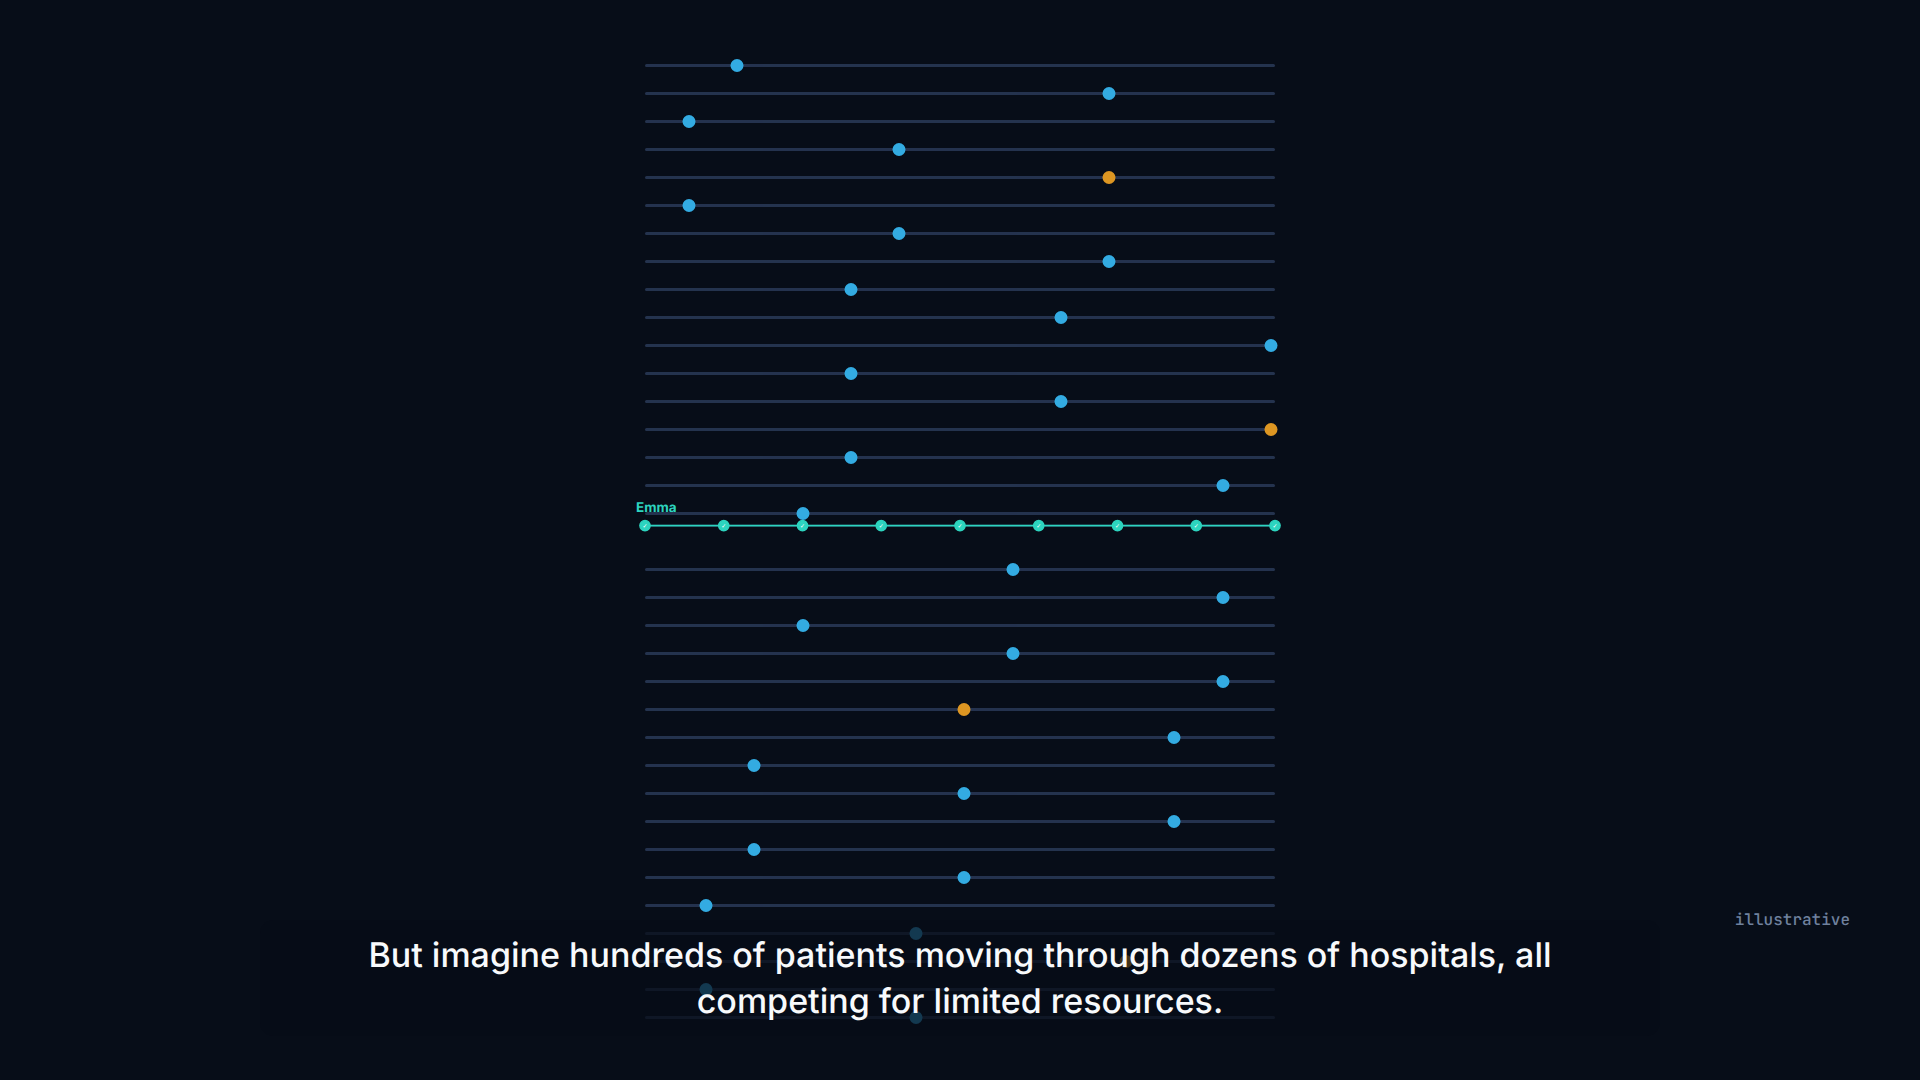 Emma
illustrative
But imagine hundreds of patients moving through dozens of hospitals, all
competing for limited resources.